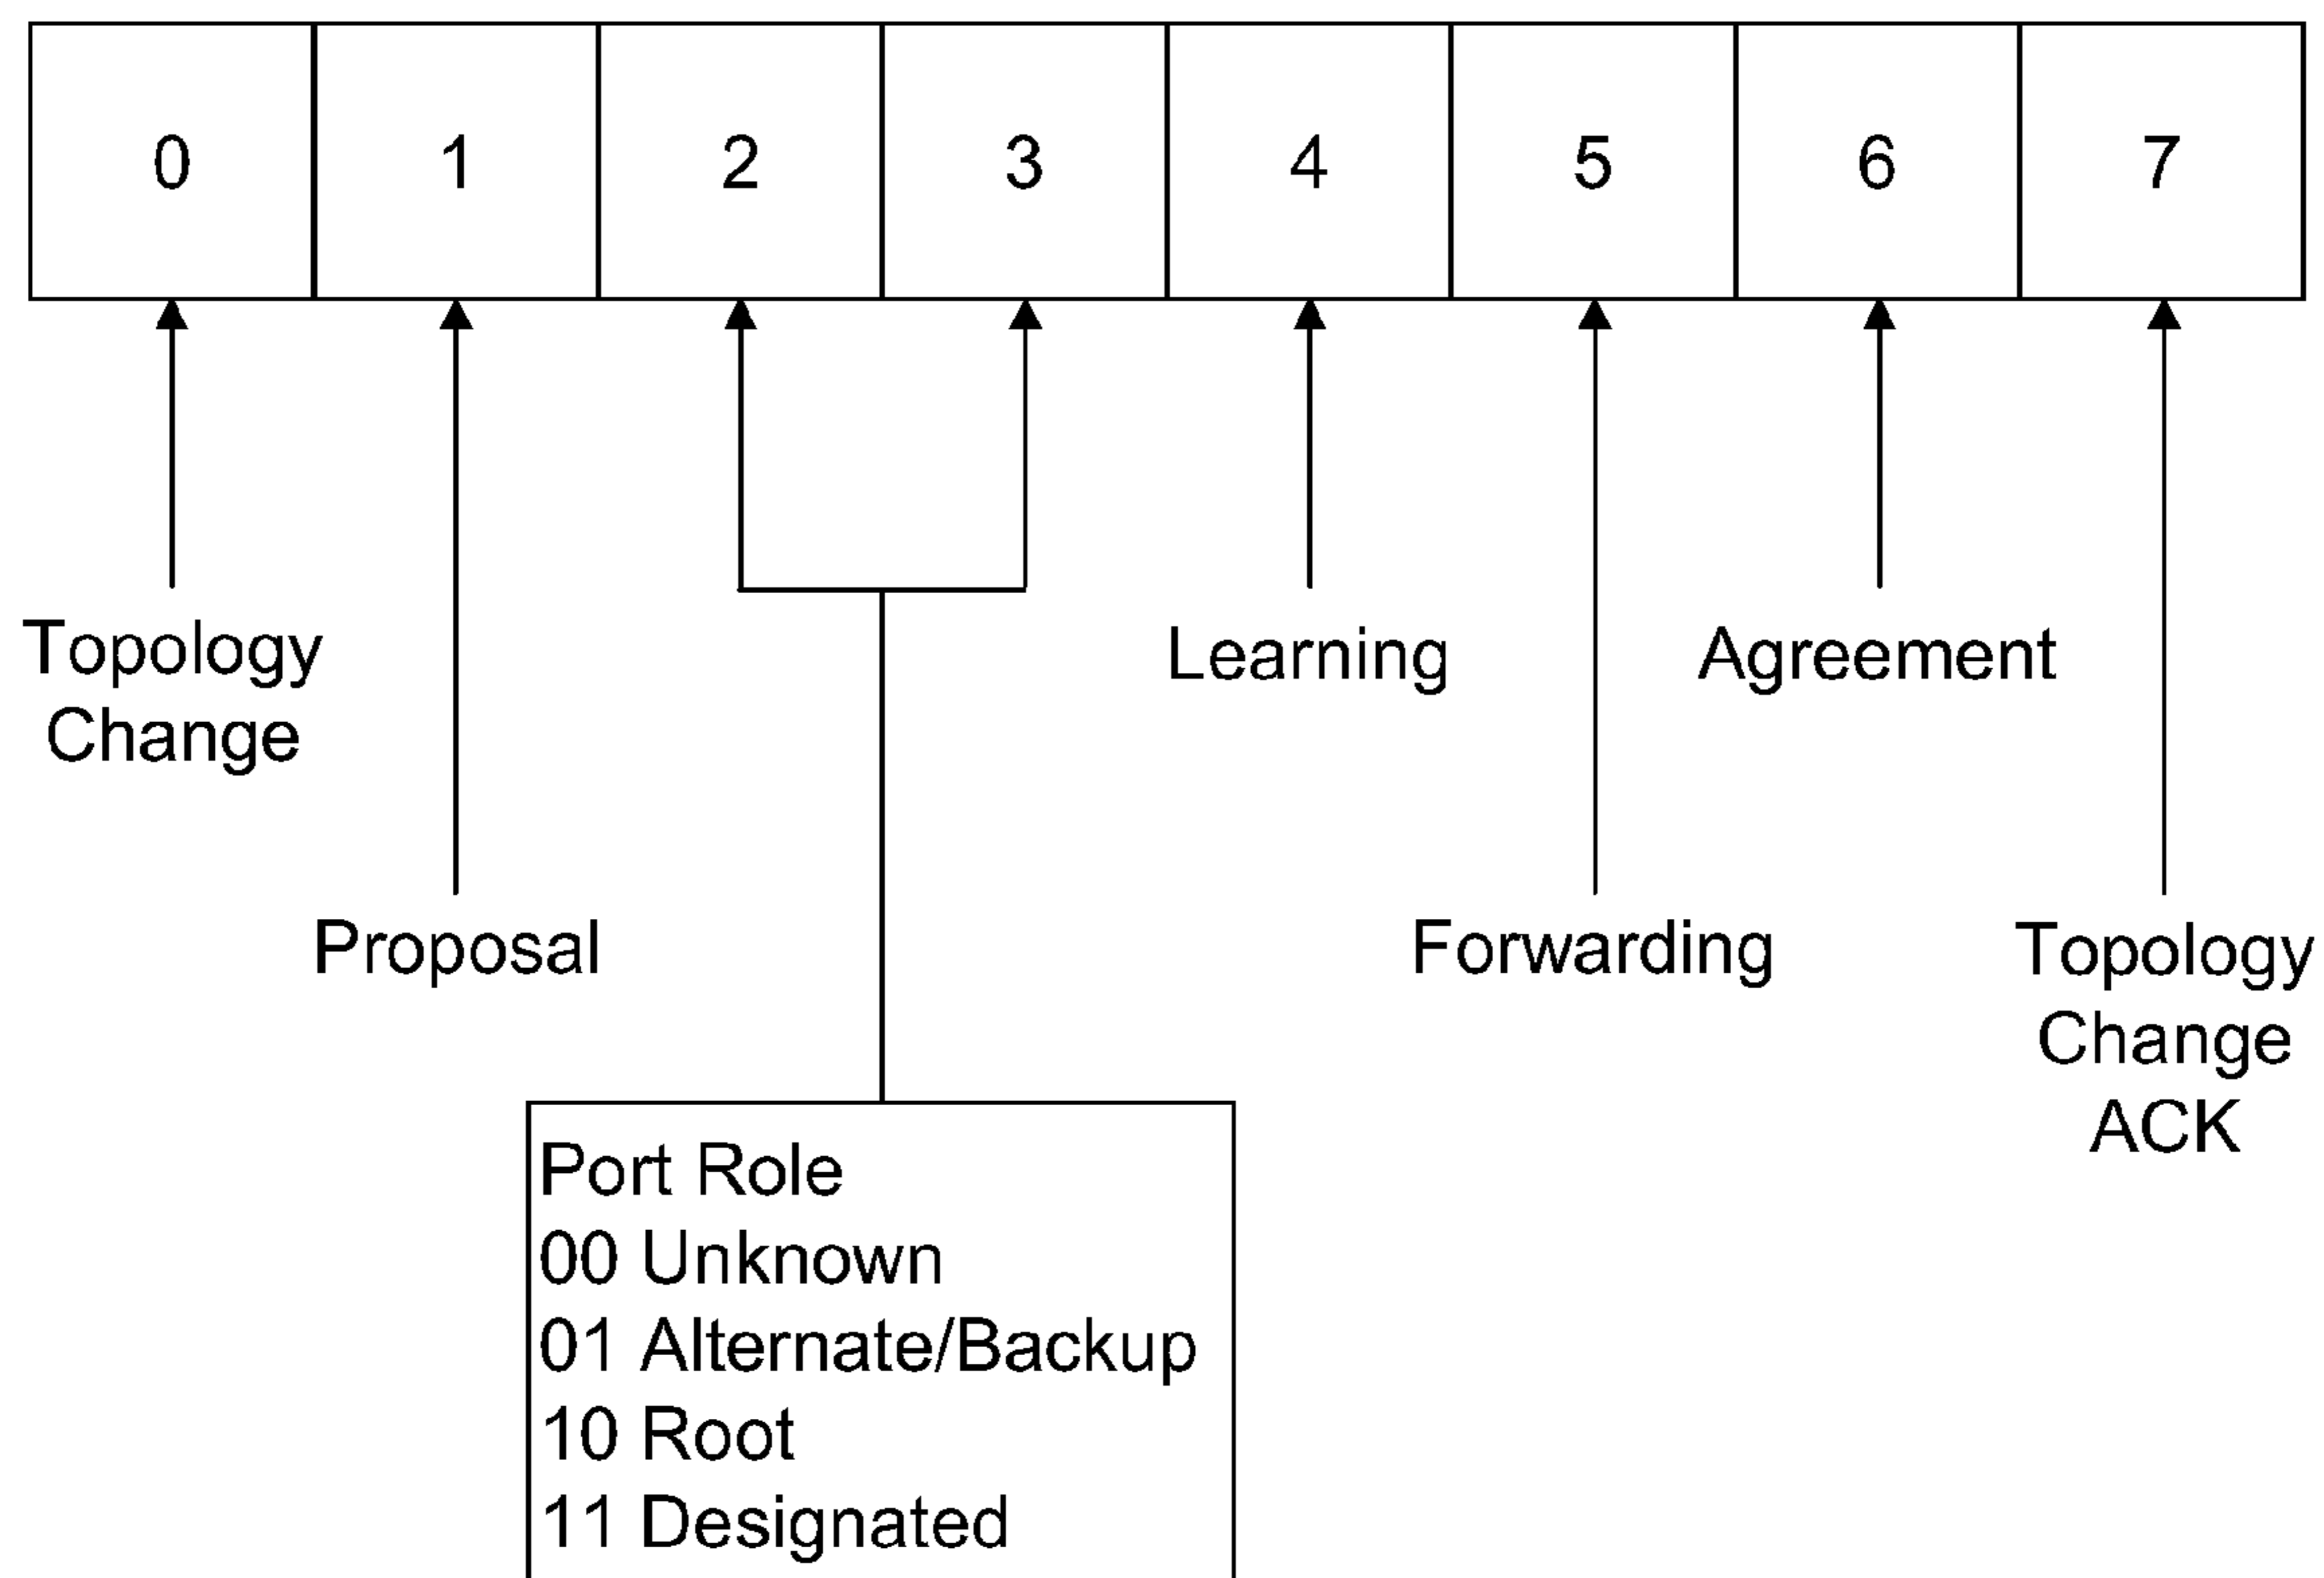 0 1 2 3 4 5 6 7
Topology
Change
Learning
Agreement
Proposal
Forwarding
Topology
Change
ACK
Port Role
00 Unknown
01 Alternate/Backup
10 Root
11 Designated